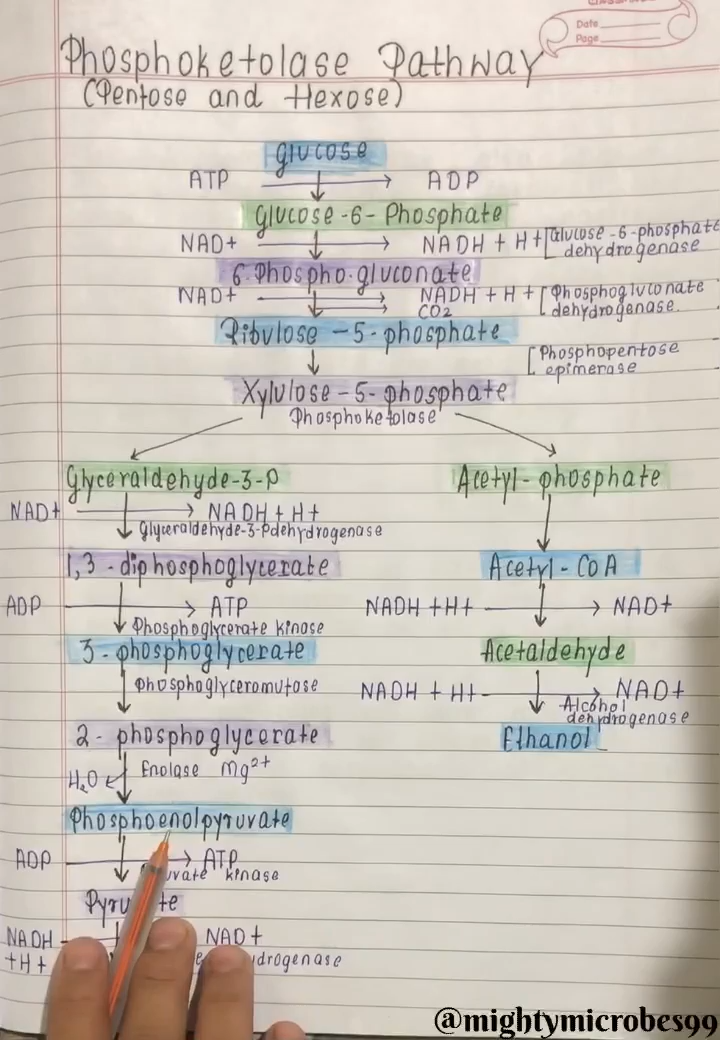 Date
Page
Phosphoketolase Pathway
(Pentose and Hexose)
Glucose
ATP → ADP
Glucose-6-Phosphate
NAD+ → NADH + H+ [Glucose-6-phosphate
dehydrogenase
6-Phospho-gluconate
NAD+ → NADH + H+ [Phosphogluconate
CO2 dehydrogenase.
Ribulose-5-phosphate
[Phosphopentose
epimerase
Xylulose-5-phosphate
Phosphoketolase
Glyceraldehyde-3-P
NAD+ → NADH + H+
Glyceraldehyde-3-Pdehydrogenase
1,3-diphosphoglycerate
ADP → ATP
Phosphoglycerate kinase
3-phosphoglycerate
Phosphoglyceromutose
2-phosphoglycerate
H2O Enolase Mg2+
Phosphoenolpyruvate
ADP → ATP
kinase
NADH NAD+
+H+
Acetyl-phosphate
Acetyl-CoA
NADH +H+ → NAD+
Acetaldehyde
NADH + H+ → NAD+
Alcohol
dehydrogenase
Ethanol
@mightymicrobes99